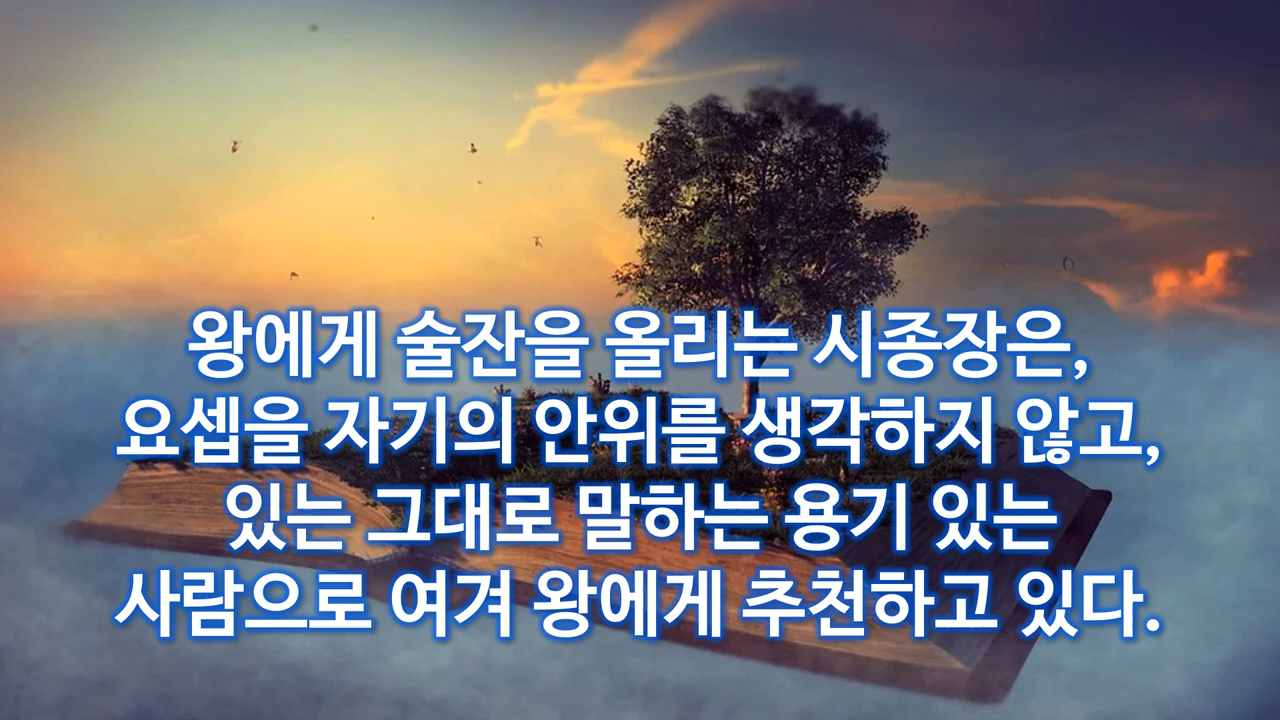 왕에게 술잔을 올리는 시종장은,
요셉을 자기의 안위를 생각하지 않고,
있는 그대로 말하는 용기 있는
사람으로 여겨 왕에게 추천하고 있다.